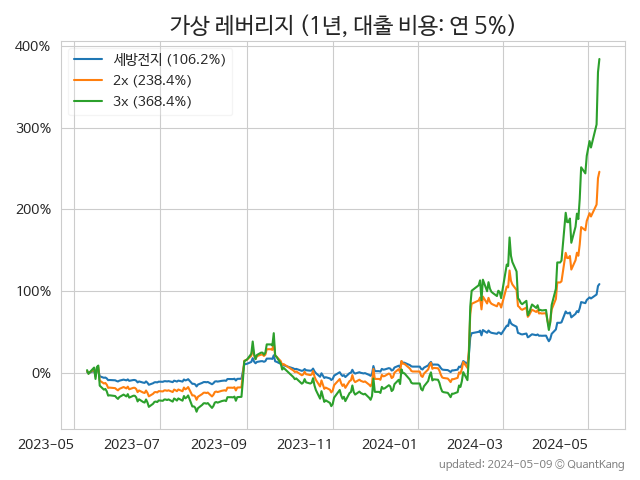 가상 레버리지 (1년, 대출 비용: 연 5%)
세방전지 (106.2%)
2x (238.4%)
3x (368.4%)
400%
300%
200%
100%
0%
2023-05 2023-07 2023-09 2023-11 2024-01 2024-03 2024-05
updated: 2024-05-09 © QuantKang